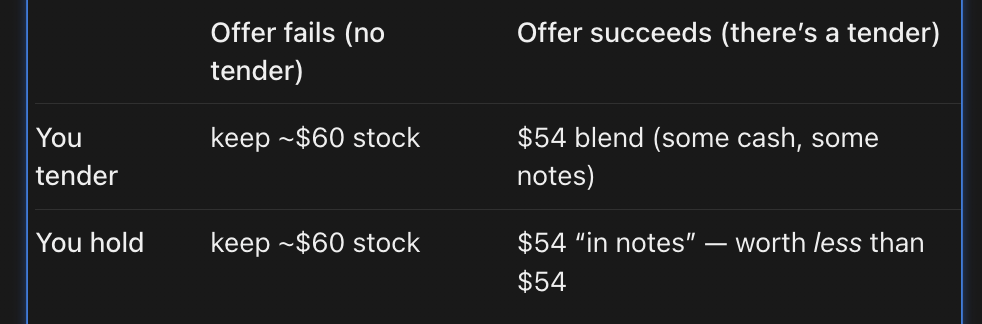 Offer fails (no tender)
Offer succeeds (there’s a tender)
You tender
keep ~$60 stock
$54 blend (some cash, some notes)
You hold
keep ~$60 stock
$54 “in notes” — worth less than $54